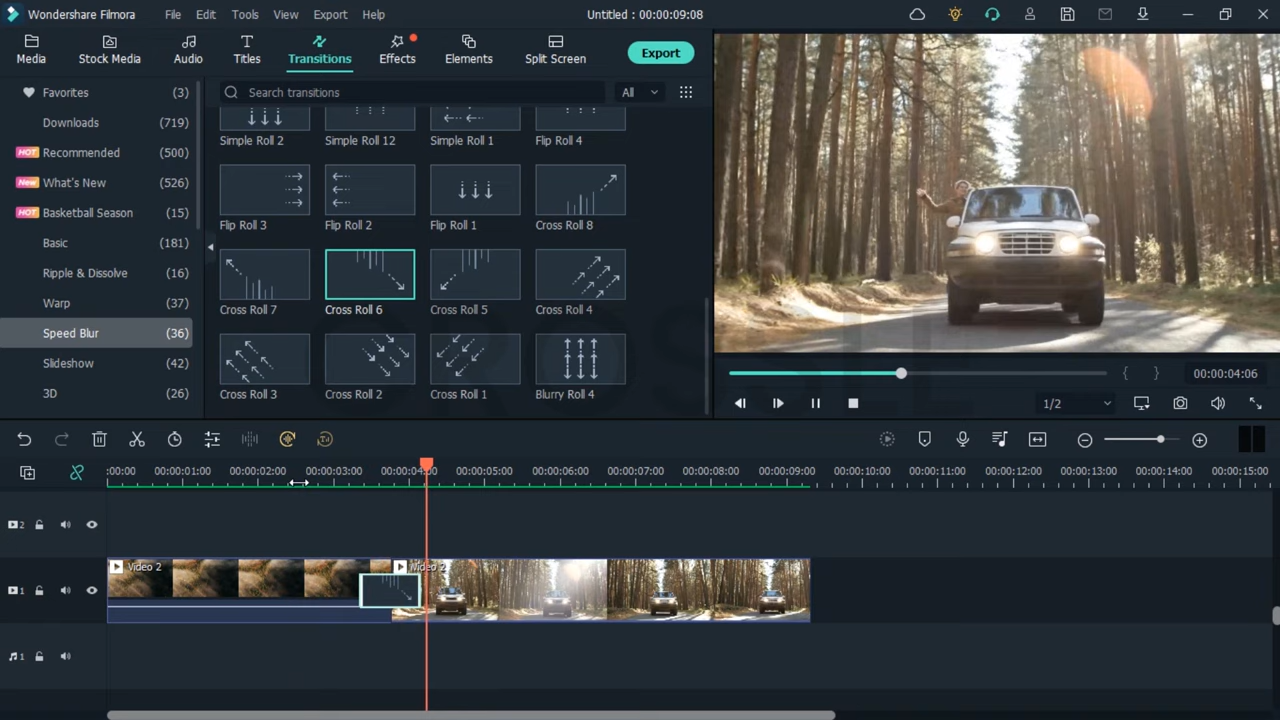 Wondershare Filmora File Edit Tools View Export Help Untitled : 00:00:09:08
Media Stock Media Audio Titles Transitions Effects Elements Split Screen Export
Favorites (3)
Downloads (719)
HOT Recommended (500)
New What's New (526)
HOT Basketball Season (15)
Basic (181)
Ripple & Dissolve (16)
Warp (37)
Speed Blur (36)
Slideshow (42)
3D (26)
Search transitions All
Simple Roll 2 Simple Roll 12 Simple Roll 1 Flip Roll 4
Flip Roll 3 Flip Roll 2 Flip Roll 1 Cross Roll 8
Cross Roll 7 Cross Roll 6 Cross Roll 5 Cross Roll 4
Cross Roll 3 Cross Roll 2 Cross Roll 1 Blurry Roll 4
00:00:04:06
1/2
:00:00 00:00:01:00 00:00:02:00 00:00:03:00 00:00:04:00 00:00:05:00 00:00:06:00 00:00:07:00 00:00:08:00 00:00:09:00 00:00:10:00 00:00:11:00 00:00:12:00 00:00:13:00 00:00:14:00 00:00:15:00
2
1 Video 2 Video 2
1